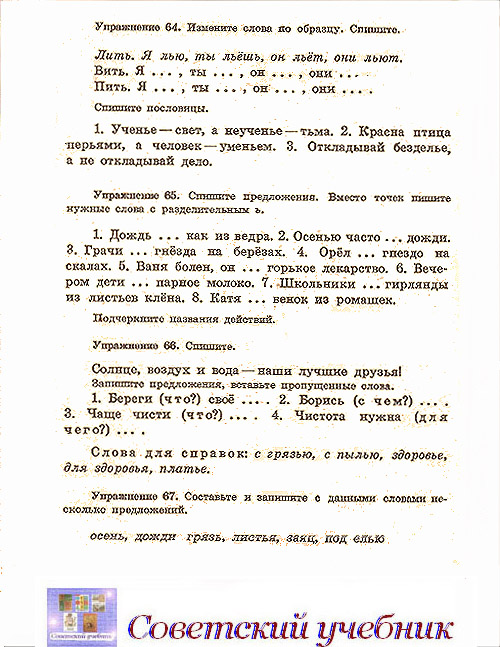 Упражнение 64. Измените слова по образцу. Спишите.
Лить. Я лью, ты льёшь, он льёт, они льют.
Вить. Я ... , ты ... , он ... , они ...
Пить. Я ... , ты ... , он ... , они ... .
Спишите пословицы.
1. Ученье — свет, а неученье — тьма. 2. Красна птица
перьями, а человек — уменьем. 3. Откладывай безделье,
а не откладывай дело.
Упражнение 65. Спишите предложения. Вместо точек пишите
нужные слова с разделительным ь.
1. Дождь ... как из ведра. 2. Осенью часто ... дожди.
3. Грачи ... гнёзда на берёзах. 4. Орёл ... гнездо на
скалах. 5. Ваня болен, он ... горькое лекарство. 6. Вече-
ром дети ... парное молоко. 7. Школьники ... гирлянды
из листьев клёна. 8. Катя ... венок из ромашек.
Подчеркните названия действий.
Упражнение 66. Спишите.
Солнце, воздух и вода — наши лучшие друзья!
Запишите предложения, вставьте пропущенные слова.
1. Береги (что?) своё ... . 2. Борись (с чем?) ... .
3. Чаще чисти (что?) ... . 4. Чистота нужна (для
чего?) ... .
Слова для справок: с грязью, с пылью, здоровье,
для здоровья, платье.
Упражнение 67. Составьте и запишите с данными словами не-
сколько предложений.
осень, дожди грязь, листья, заяц, под елью
Советский учебник
Советский учебник